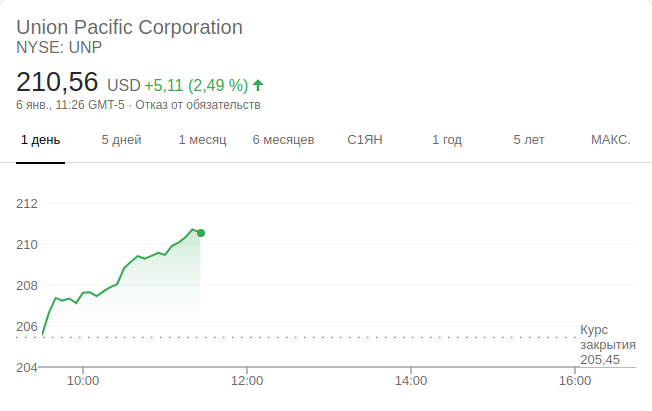 Union Pacific Corporation
NYSE: UNP
210,56 USD +5,11 (2,49 %)
6 янв., 11:26 GMT-5 · Отказ от обязательств
1 день 5 дней 1 месяц 6 месяцев С1ЯН 1 год 5 лет МАКС.
212
210
208
206
Курс
закрытия
205,45
204
10:00 12:00 14:00 16:00